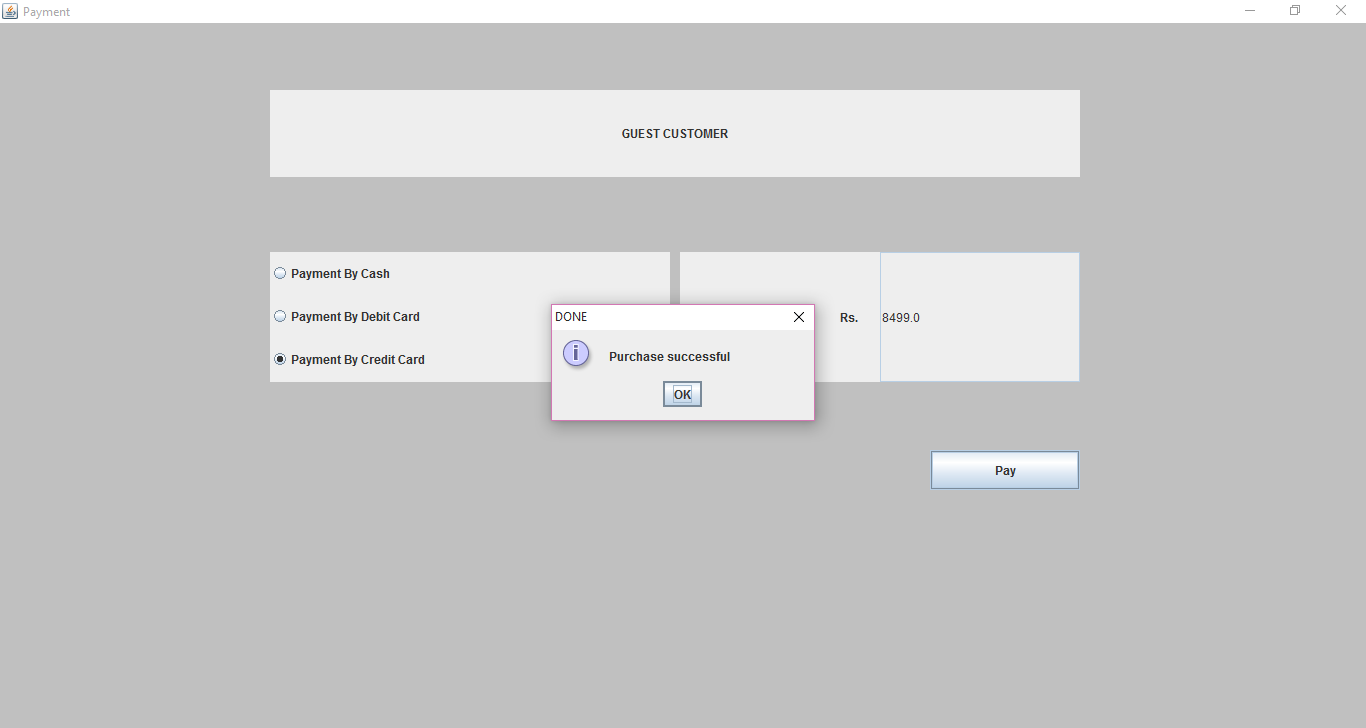 Payment
GUEST CUSTOMER
Payment By Cash
Payment By Debit Card
Payment By Credit Card
Rs.
8499.0
DONE
i
Purchase successful
OK
Pay